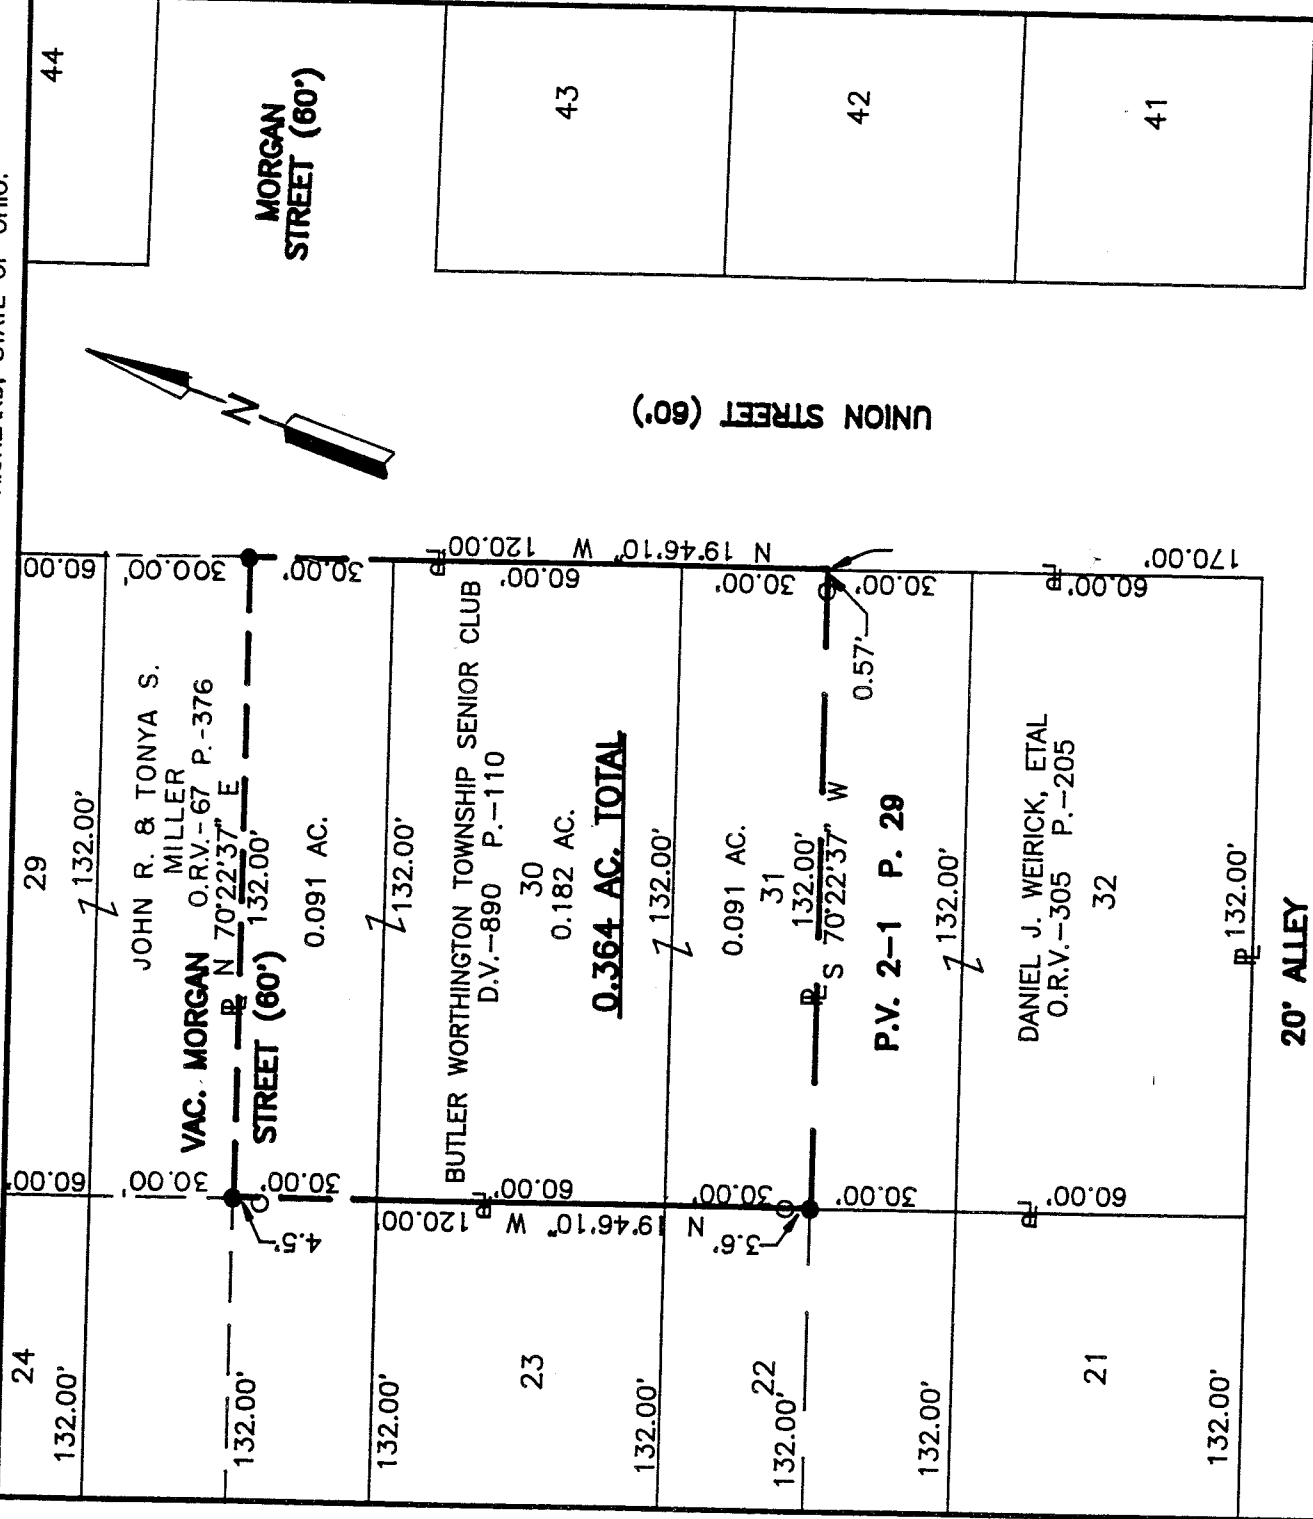 44
MORGAN
STREET (60')
43
42
41
N
UNION STREET (60')
29
132.00'
60.00'
300.00'
JOHN R. & TONYA S.
MILLER
O.R.V.-67 P.-376
VAC. MORGAN
STREET (60')
N 70°22'37" E
132.00'
0.091 AC.
30.00'
30.00'
30.00'
60.00'
4.5'
132.00'
BUTLER WORTHINGTON TOWNSHIP SENIOR CLUB
D.V.-890 P.-110
30
0.182 AC.
0.364 AC. TOTAL
N 19°46'10" W 120.00'
60.00'
N 19°46'10" W 120.00'
60.00'
132.00'
0.091 AC.
31
132.00'
S 70°22'37" W
30.00'
30.00'
0.57'
30.00'
30.00'
3.6'
P.V. 2-1 P. 29
132.00'
DANIEL J. WEIRICK, ETAL
O.R.V.-305 P.-205
32
60.00'
170.00'
60.00'
132.00'
20' ALLEY
24
132.00'
132.00'
132.00'
23
132.00'
22
132.00'
132.00'
21
132.00'